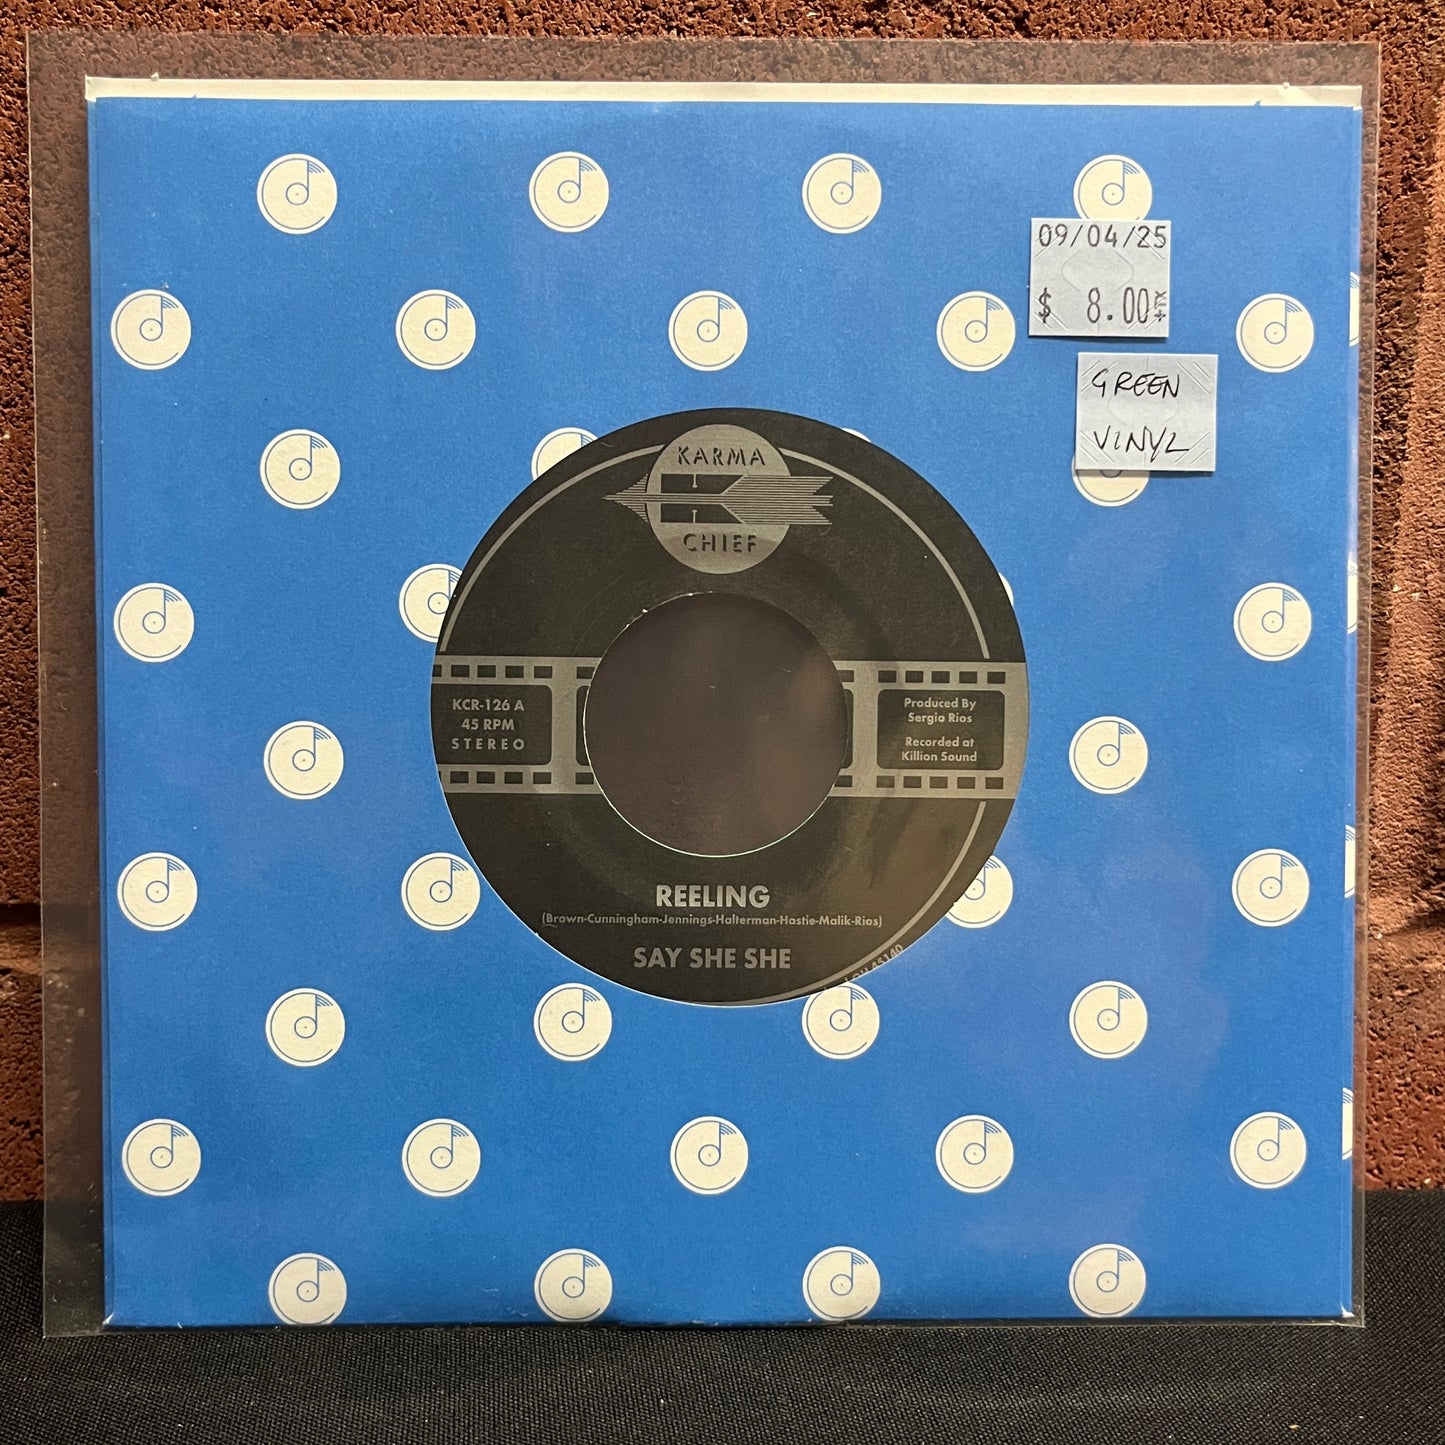 09/04/25
$ 8.00
GREEN
VINYL
KARMA
CHIEF
KCR-126 A
45 RPM
STEREO
Produced By
Sergio Rios
Recorded at
Killion Sound
REELING
(Brown-Cunningham-Jennings-Halterman-Hastie-Malik-Rios)
SAY SHE SHE
45140